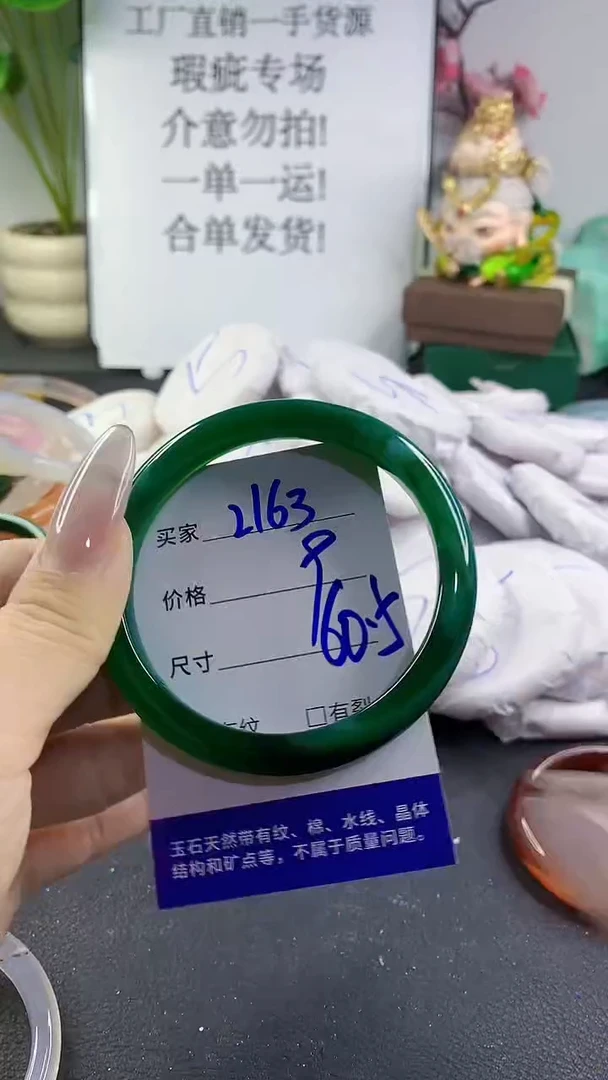 工厂直销一手货源
瑕疵专场
介意勿拍!
一单一运!
合单发货!
买家 2163
价格
尺寸 60.5
有纹 □有裂
玉石天然带有纹、棉、水线、晶体
结构和矿点等，不属于质量问题。